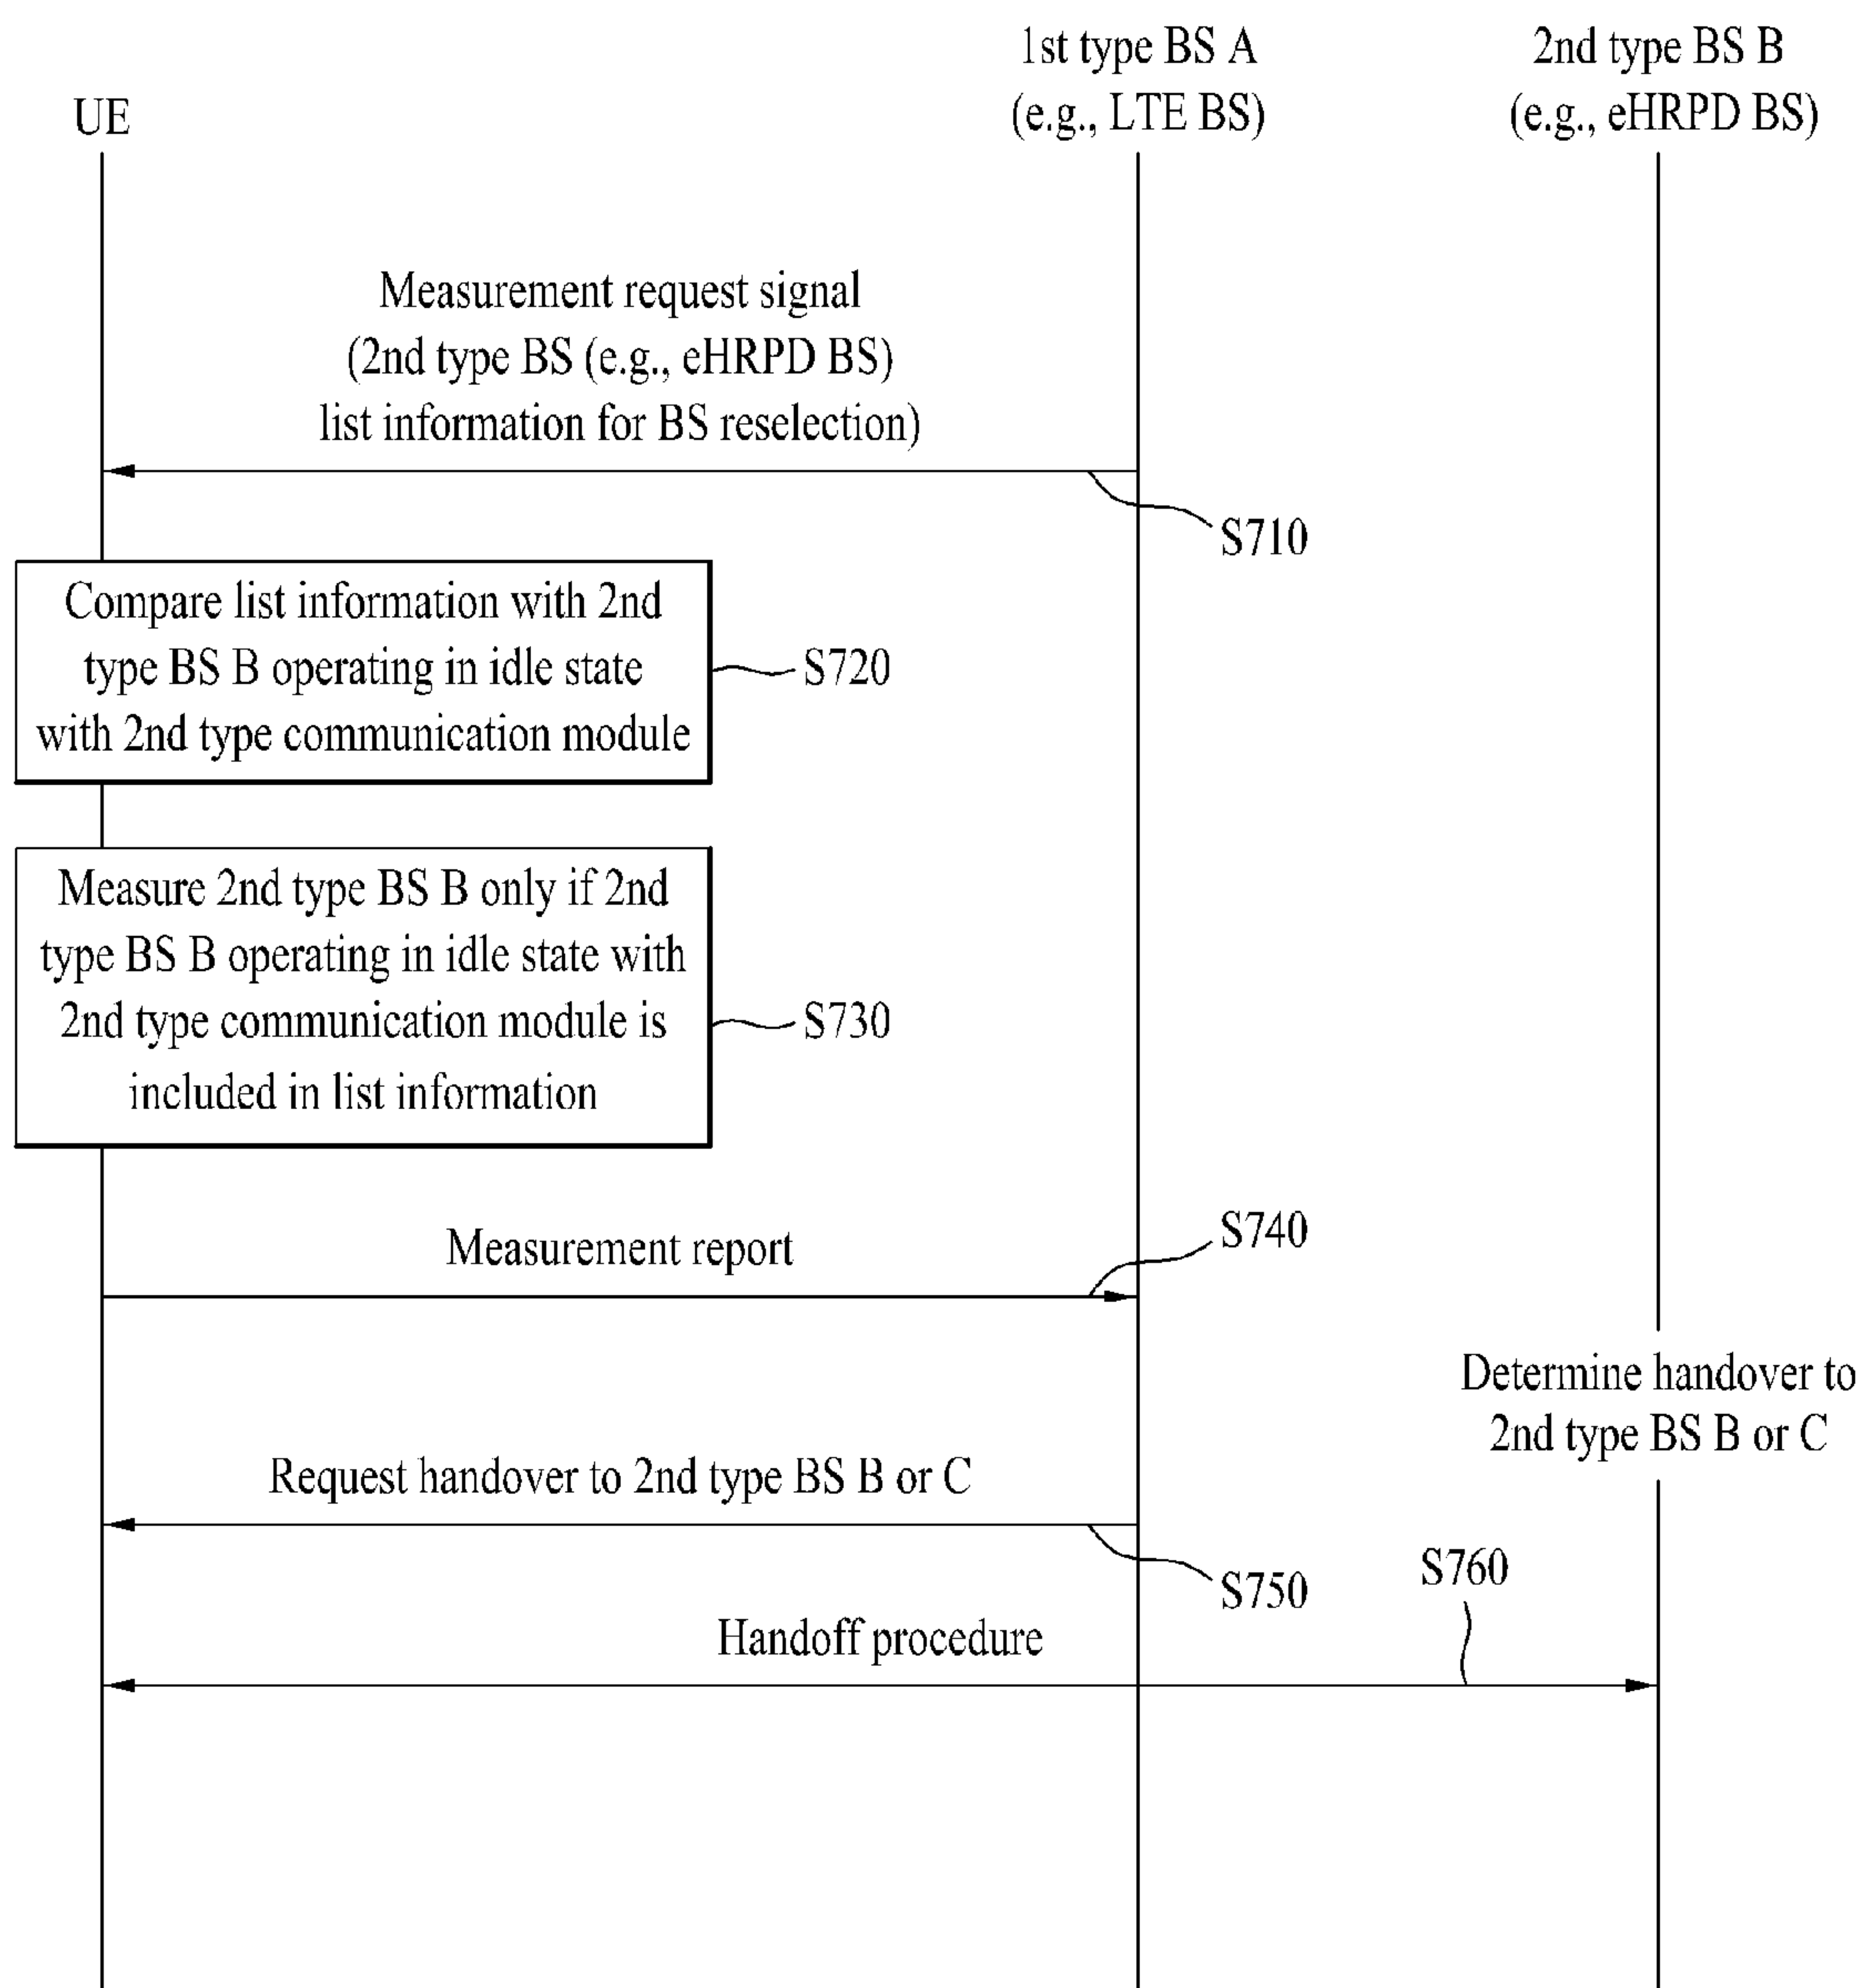 UE
1st type BS A
(e.g., LTE BS)
2nd type BS B
(e.g., eHRPD BS)
Measurement request signal
(2nd type BS (e.g., eHRPD BS)
list information for BS reselection)
S710
Compare list information with 2nd
type BS B operating in idle state
with 2nd type communication module
S720
Measure 2nd type BS B only if 2nd
type BS B operating in idle state with
2nd type communication module is
included in list information
S730
Measurement report
S740
Determine handover to
2nd type BS B or C
Request handover to 2nd type BS B or C
S750
S760
Handoff procedure